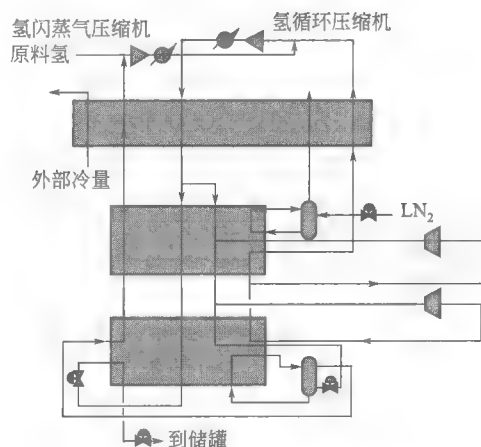 氢闪蒸气压缩机
氢循环压缩机
原料氢
外部冷量
LN₂
到储罐